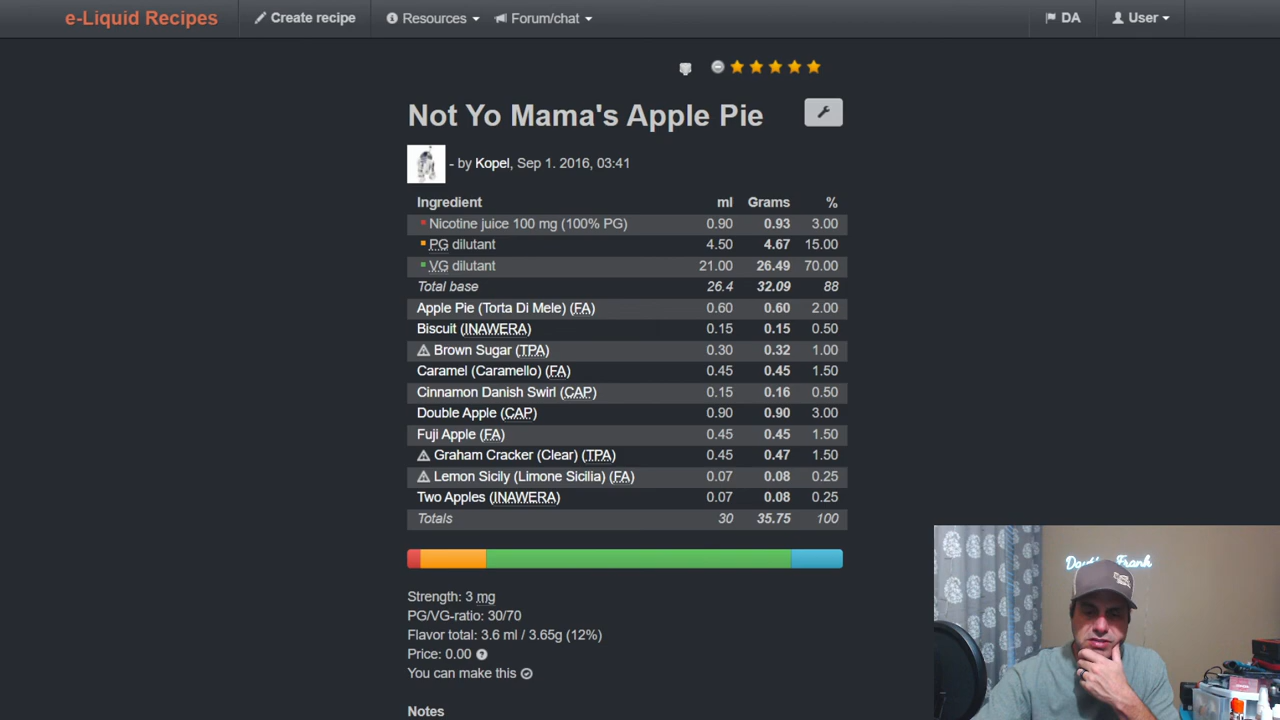 e-Liquid Recipes Create recipe Resources Forum/chat DA User
Not Yo Mama's Apple Pie
- by Kopel, Sep 1. 2016, 03:41
Ingredient ml Grams %
Nicotine juice 100 mg (100% PG) 0.90 0.93 3.00
PG dilutant 4.50 4.67 15.00
VG dilutant 21.00 26.49 70.00
Total base 26.4 32.09 88
Apple Pie (Torta Di Mele) (FA) 0.60 0.60 2.00
Biscuit (INAWERA) 0.15 0.15 0.50
Brown Sugar (TPA) 0.30 0.32 1.00
Caramel (Caramello) (FA) 0.45 0.45 1.50
Cinnamon Danish Swirl (CAP) 0.15 0.16 0.50
Double Apple (CAP) 0.90 0.90 3.00
Fuji Apple (FA) 0.45 0.45 1.50
Graham Cracker (Clear) (TPA) 0.45 0.47 1.50
Lemon Sicily (Limone Sicilia) (FA) 0.07 0.08 0.25
Two Apples (INAWERA) 0.07 0.08 0.25
Totals 30 35.75 100
Strength: 3 mg
PG/VG-ratio: 30/70
Flavor total: 3.6 ml / 3.65g (12%)
Price: 0.00
You can make this
Notes
Frank